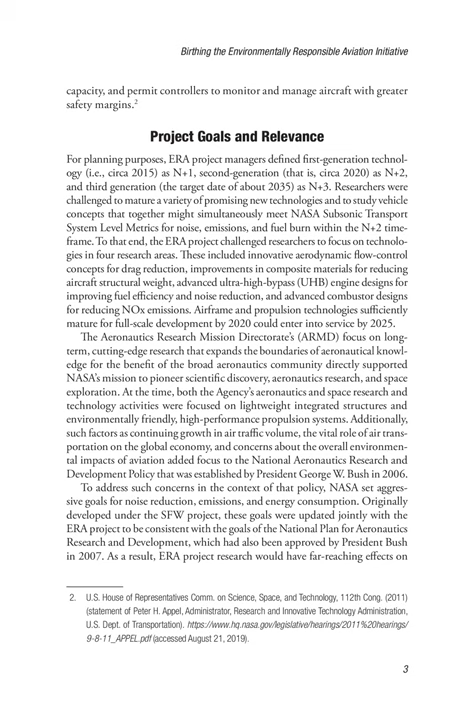 Birthing the Environmentally Responsible Aviation Initiative
capacity, and permit controllers to monitor and manage aircraft with greater
safety margins.2
Project Goals and Relevance
For planning purposes, ERA project managers defined first-generation technol-
ogy (i.e., circa 2015) as N+1, second-generation (that is, circa 2020) as N+2,
and third generation (the target date of about 2035) as N+3. Researchers were
challenged to mature a variety of promising new technologies and to study vehicle
concepts that together might simultaneously meet NASA Subsonic Transport
System Level Metrics for noise, emissions, and fuel burn within the N+2 time-
frame. To that end, the ERA project challenged researchers to focus on technolo-
gies in four research areas. These included innovative aerodynamic flow-control
concepts for drag reduction, improvements in composite materials for reducing
aircraft structural weight, advanced ultra-high-bypass (UHB) engine designs for
improving fuel efficiency and noise reduction, and advanced combustor designs
for reducing NOx emissions. Airframe and propulsion technologies sufficiently
mature for full-scale development by 2020 could enter into service by 2025.
The Aeronautics Research Mission Directorate's (ARMD) focus on long-
term, cutting-edge research that expands the boundaries of aeronautical knowl-
edge for the benefit of the broad aeronautics community directly supported
NASA's mission to pioneer scientific discovery, aeronautics research, and space
exploration. At the time, both the Agency's aeronautics and space research and
technology activities were focused on lightweight integrated structures and
environmentally friendly, high-performance propulsion systems. Additionally,
such factors as continuing growth in air traffic volume, the vital role of air trans-
portation on the global economy, and concerns about the overall environmen-
tal impacts of aviation added focus to the National Aeronautics Research and
Development Policy that was established by President George W. Bush in 2006.
To address such concerns in the context of that policy, NASA set aggres-
sive goals for noise reduction, emissions, and energy consumption. Originally
developed under the SFW project, these goals were updated jointly with the
ERA project to be consistent with the goals of the National Plan for Aeronautics
Research and Development, which had also been approved by President Bush
in 2007. As a result, ERA project research would have far-reaching effects on
2. U.S. House of Representatives Comm. on Science, Space, and Technology, 112th Cong. (2011)
(statement of Peter H. Appel, Administrator, Research and Innovative Technology Administration,
U.S. Dept. of Transportation). https://www.hq.nasa.gov/legislative/hearings/2011%20hearings/
9-8-11_APPEL.pdf (accessed August 21, 2019).
3